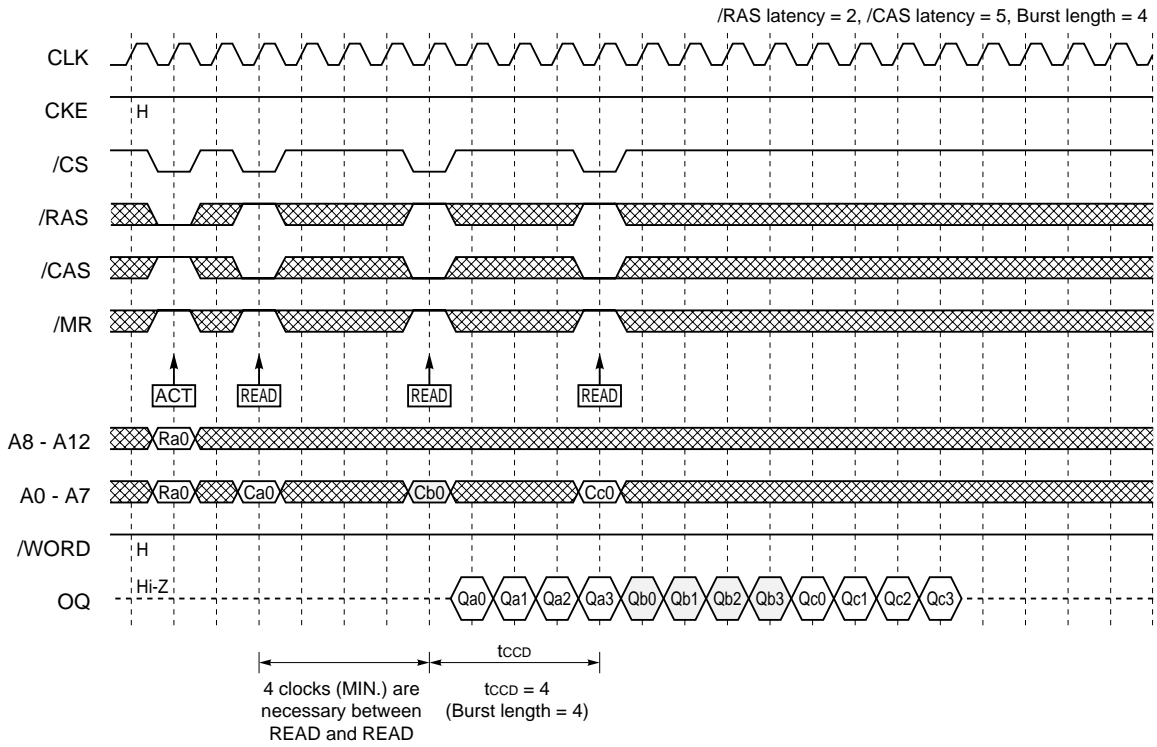 /RAS latency = 2, /CAS latency = 5, Burst length = 4
CLK
CKE H
/CS
/RAS
/CAS
/MR
ACT READ READ READ
A8 - A12 Ra0
A0 - A7 Ra0 Ca0 Cb0 Cc0
/WORD H
OQ Hi-Z Qa0 Qa1 Qa2 Qa3 Qb0 Qb1 Qb2 Qb3 Qc0 Qc1 Qc2 Qc3
tCCD
4 clocks (MIN.) are tCCD = 4
necessary between (Burst length = 4)
READ and READ